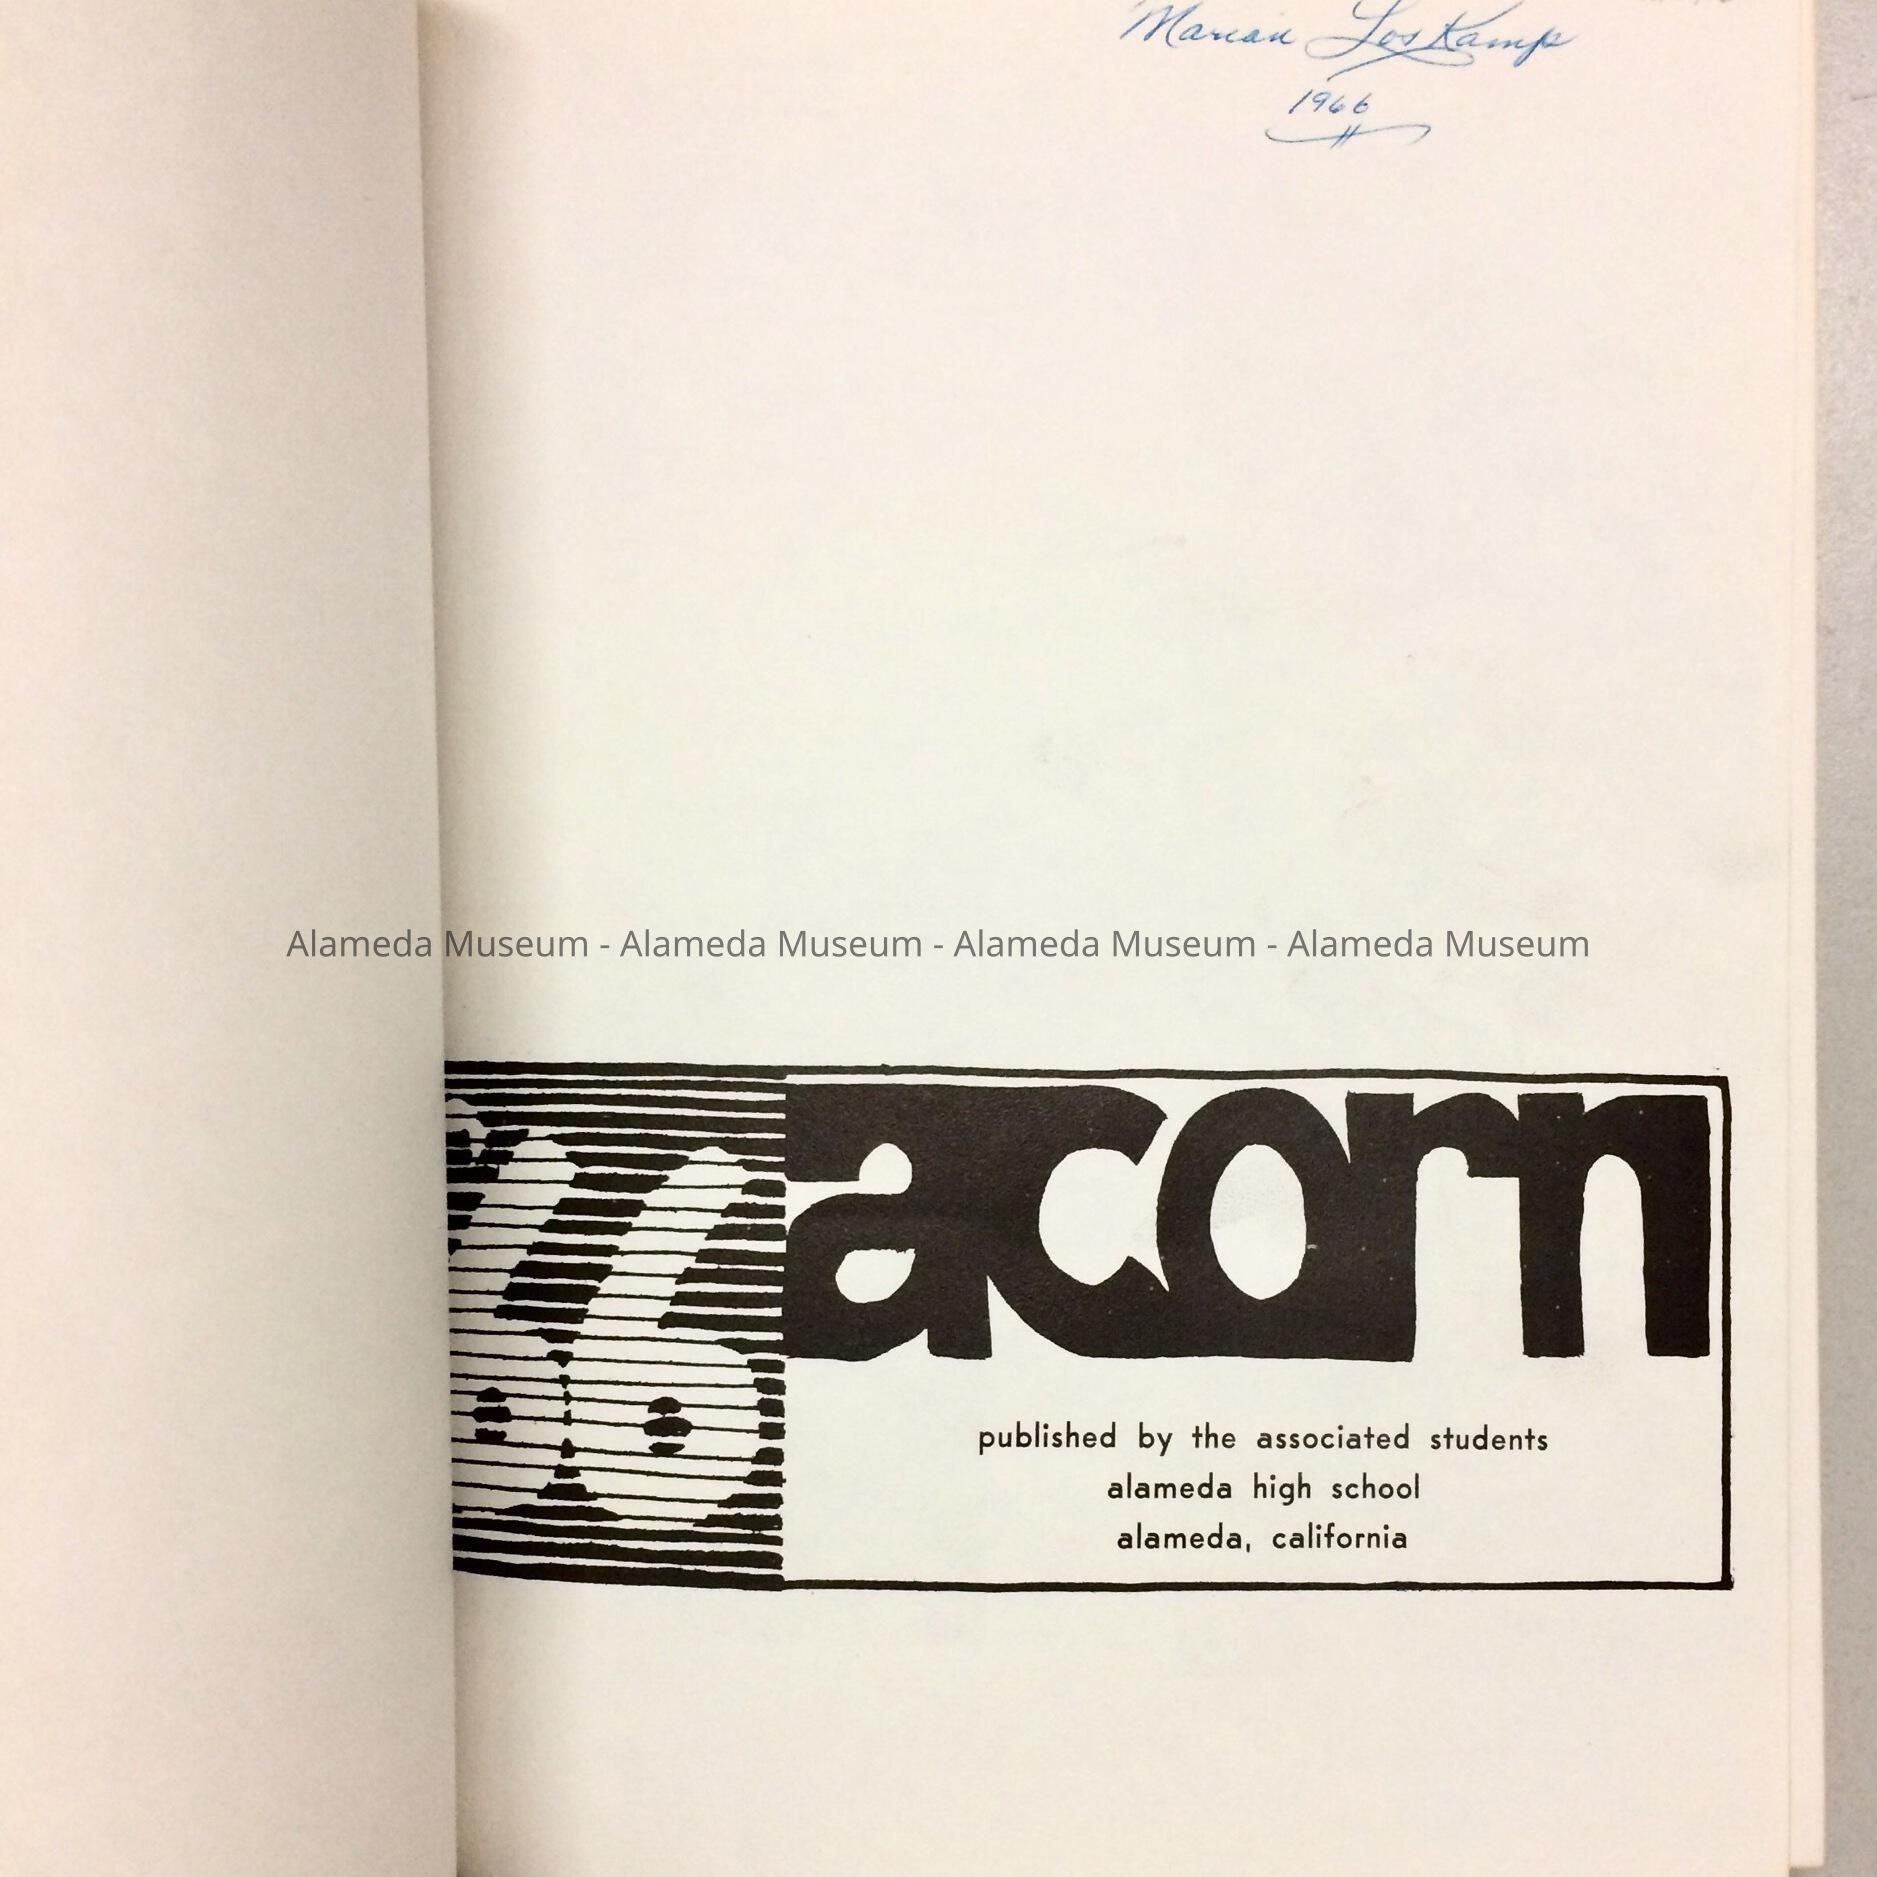 Marian LosKamp
1966
Alameda Museum - Alameda Museum - Alameda Museum - Alameda Museum
acorn
published by the associated students
alameda high school
alameda, california